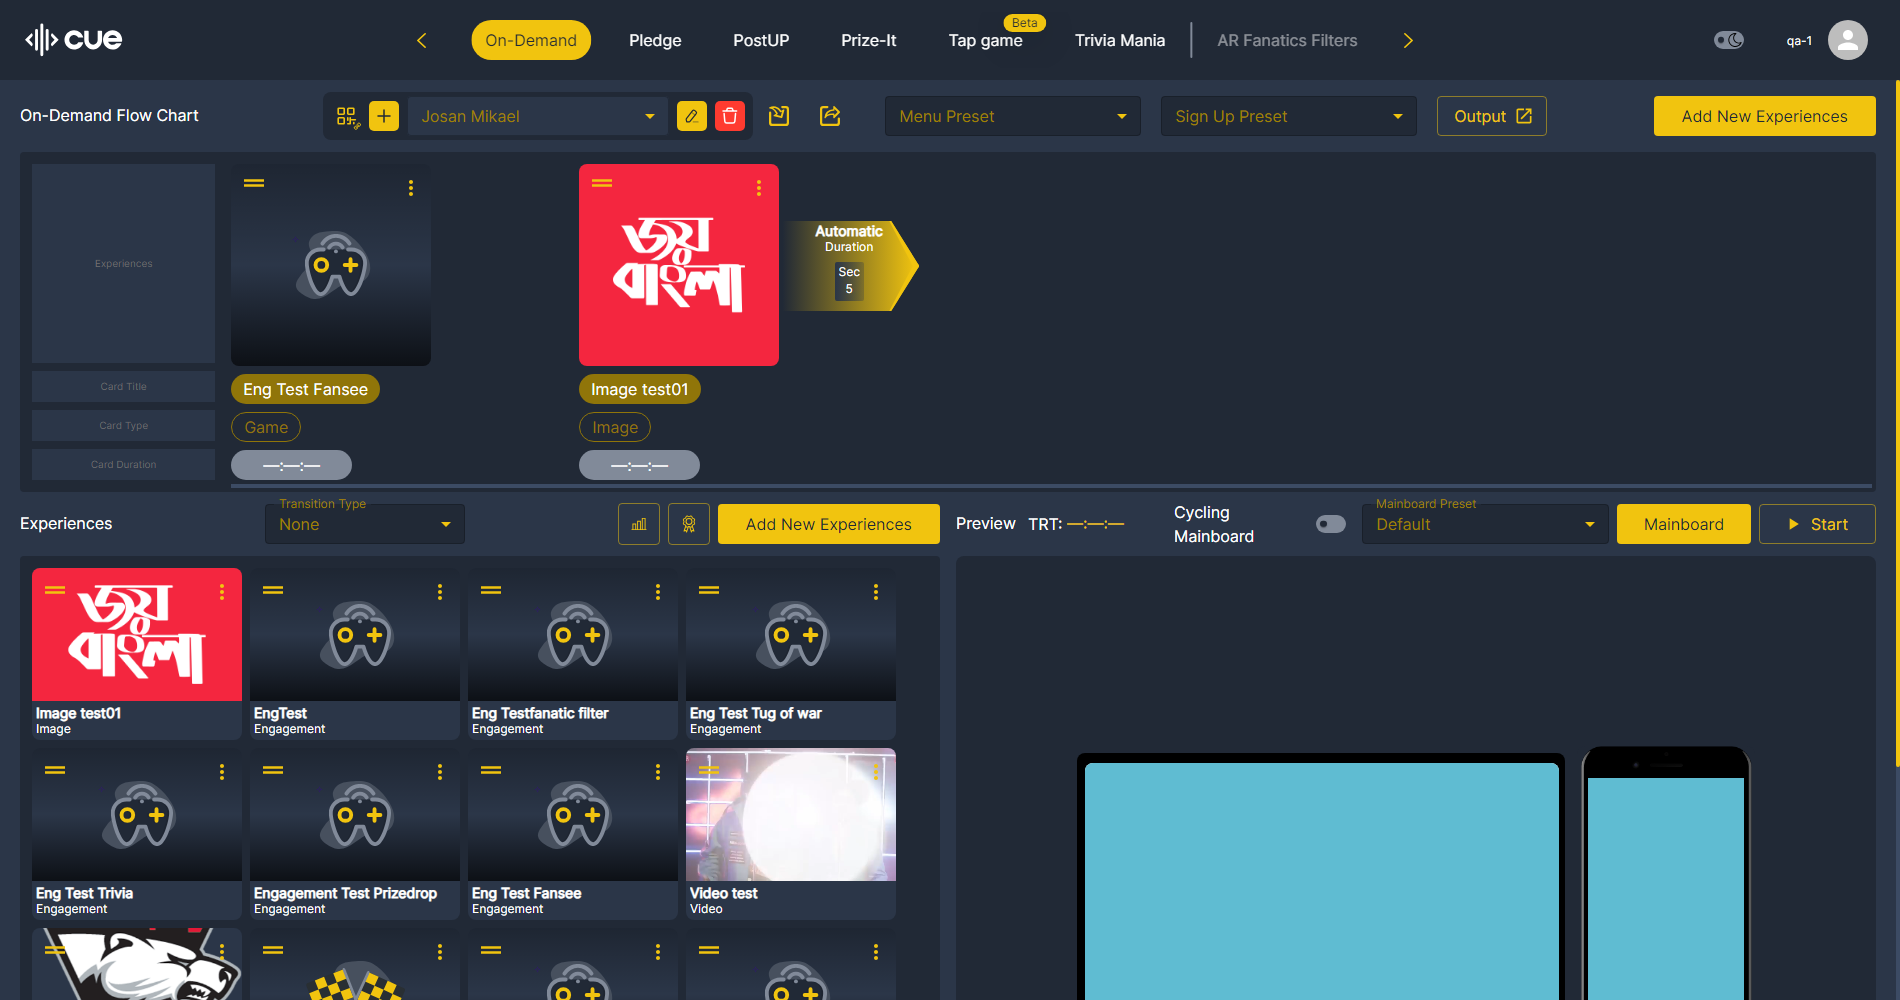 cue
On-Demand
Pledge
PostUP
Prize-It
Tap game
Beta
Trivia Mania
AR Fanatics Filters
qa-1
On-Demand Flow Chart
Josan Mikael
Menu Preset
Sign Up Preset
Output
Add New Experiences
Experiences
জয়
বাংলা
Automatic
Duration
Sec
5
Card Title
Eng Test Fansee
Image test01
Card Type
Game
Image
Card Duration
—:—:—
—:—:—
Experiences
Transition Type
None
Add New Experiences
Preview
TRT: —:—:—
Cycling
Mainboard
Mainboard Preset
Default
Mainboard
Start
জয়
বাংলা
Image test01
Image
EngTest
Engagement
Eng Testfanatic filter
Engagement
Eng Test Tug of war
Engagement
Eng Test Trivia
Engagement
Engagement Test Prizedrop
Engagement
Eng Test Fansee
Engagement
Video test
Video